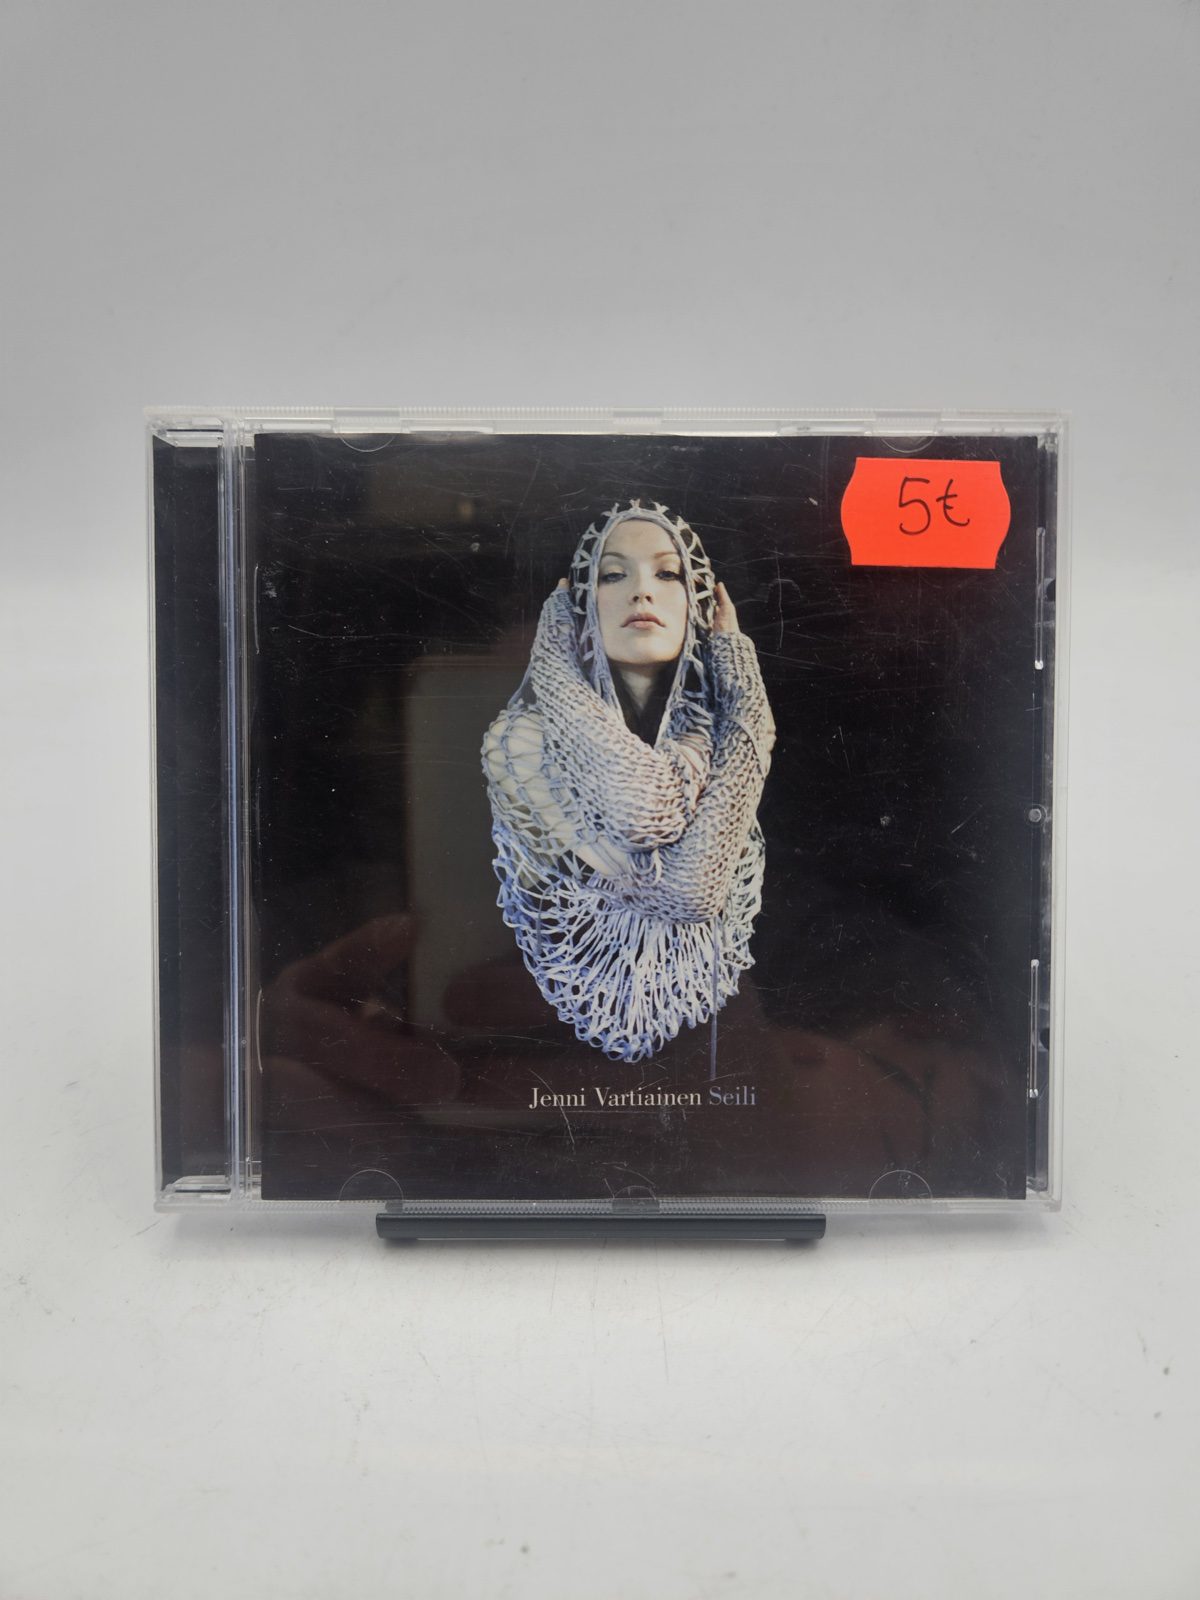 5€
Jenni Vartiainen Seili